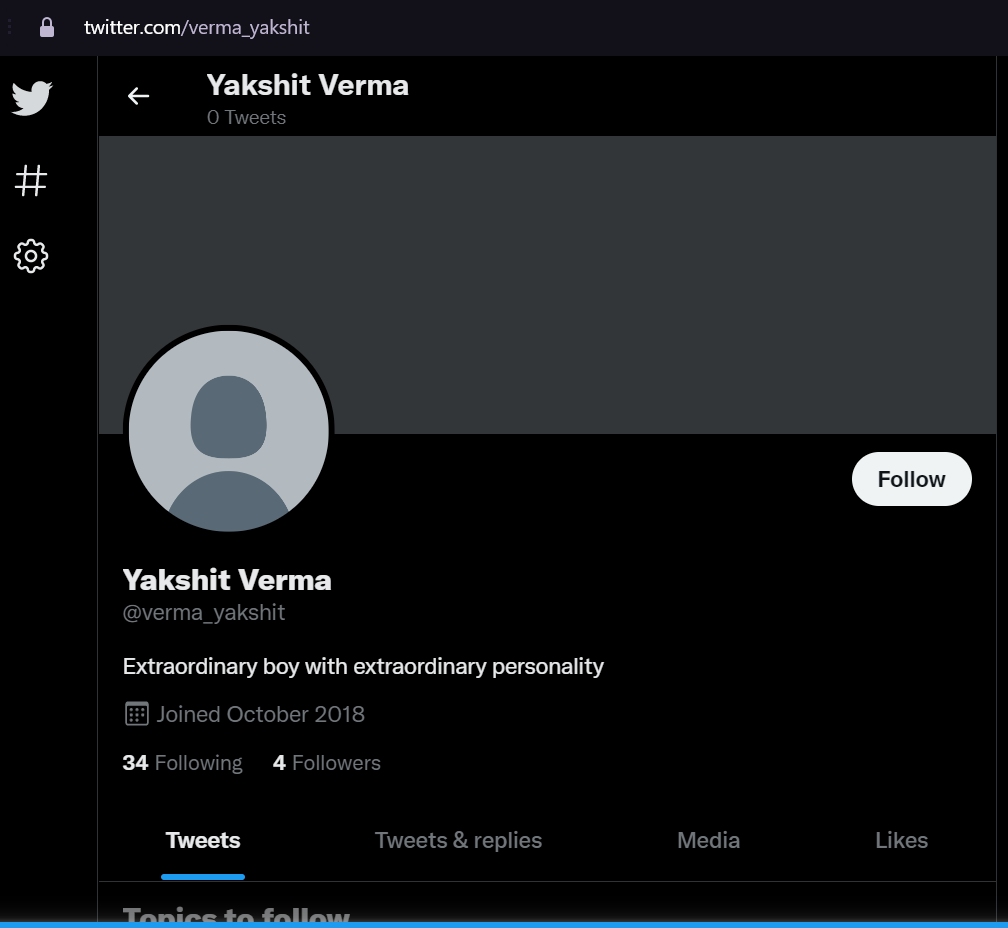 twitter.com/verma_yakshit
Yakshit Verma
0 Tweets
Follow
Yakshit Verma
@verma_yakshit
Extraordinary boy with extraordinary personality
Joined October 2018
34 Following 4 Followers
Tweets Tweets & replies Media Likes
Topics to follow